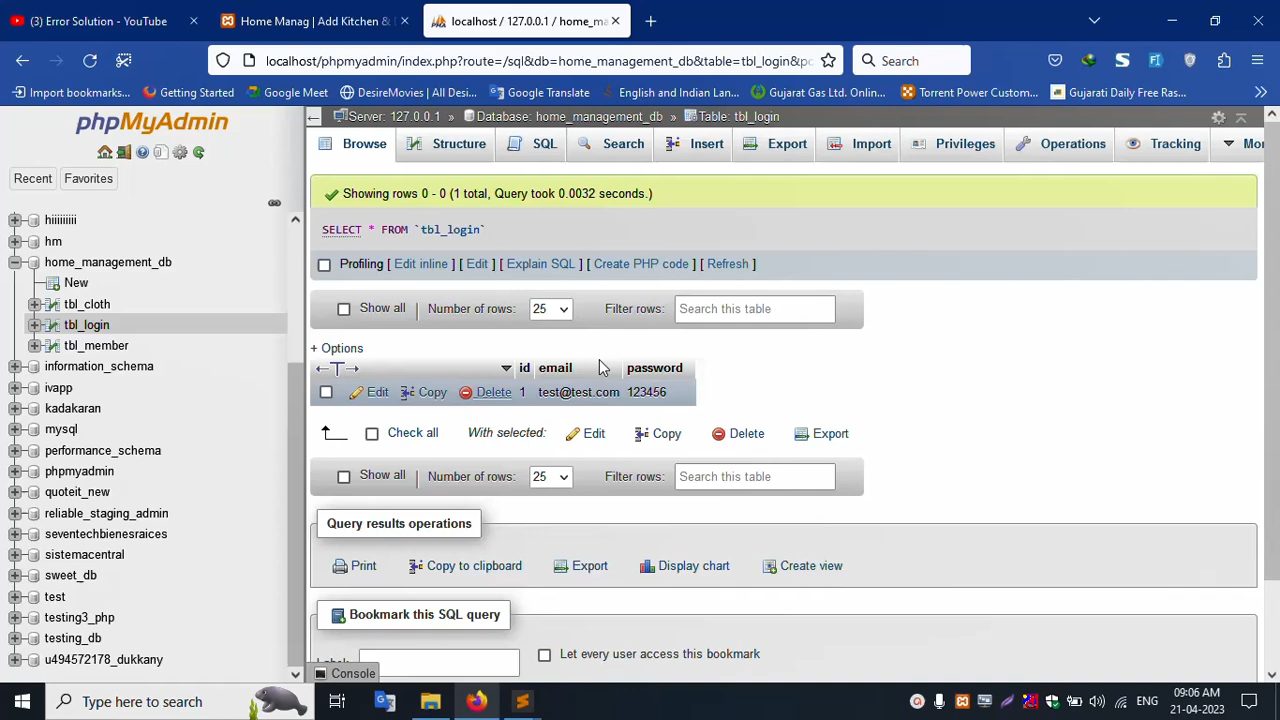 (3) Error Solution - YouTube
Home Manag | Add Kitchen &
localhost / 127.0.0.1 / home_ma
localhost/phpmyadmin/index.php?route=/sql&db=home_management_db&table=tbl_login&po
Search
Import bookmarks...
Getting Started
Google Meet
DesireMovies | All Desi...
Google Translate
English and Indian Lan...
Gujarat Gas Ltd. Online...
Torrent Power Custom...
Gujarati Daily Free Ras...
phpMyAdmin
Recent
Favorites
hiiiiiiiii
hm
home_management_db
New
tbl_cloth
tbl_login
tbl_member
information_schema
ivapp
kadakaran
mysql
performance_schema
phpmyadmin
quoteit_new
reliable_staging_admin
seventechbienesraices
sistemacentral
sweet_db
test
testing3_php
testing_db
u494572178_dukkany
Server: 127.0.0.1 » Database: home_management_db » Table: tbl_login
Browse
Structure
SQL
Search
Insert
Export
Import
Privileges
Operations
Tracking
Mo
Showing rows 0 - 0 (1 total, Query took 0.0032 seconds.)
SELECT * FROM `tbl_login`
Profiling [ Edit inline ] [ Edit ] [ Explain SQL ] [ Create PHP code ] [ Refresh ]
Show all | Number of rows: 25 Filter rows: Search this table
+ Options
←T→ id email password
Edit Copy Delete 1 test@test.com 123456
Check all With selected: Edit Copy Delete Export
Show all | Number of rows: 25 Filter rows: Search this table
Query results operations
Print Copy to clipboard Export Display chart Create view
Bookmark this SQL query
Label: Let every user access this bookmark
Console
Type here to search
ENG
09:06 AM
21-04-2023